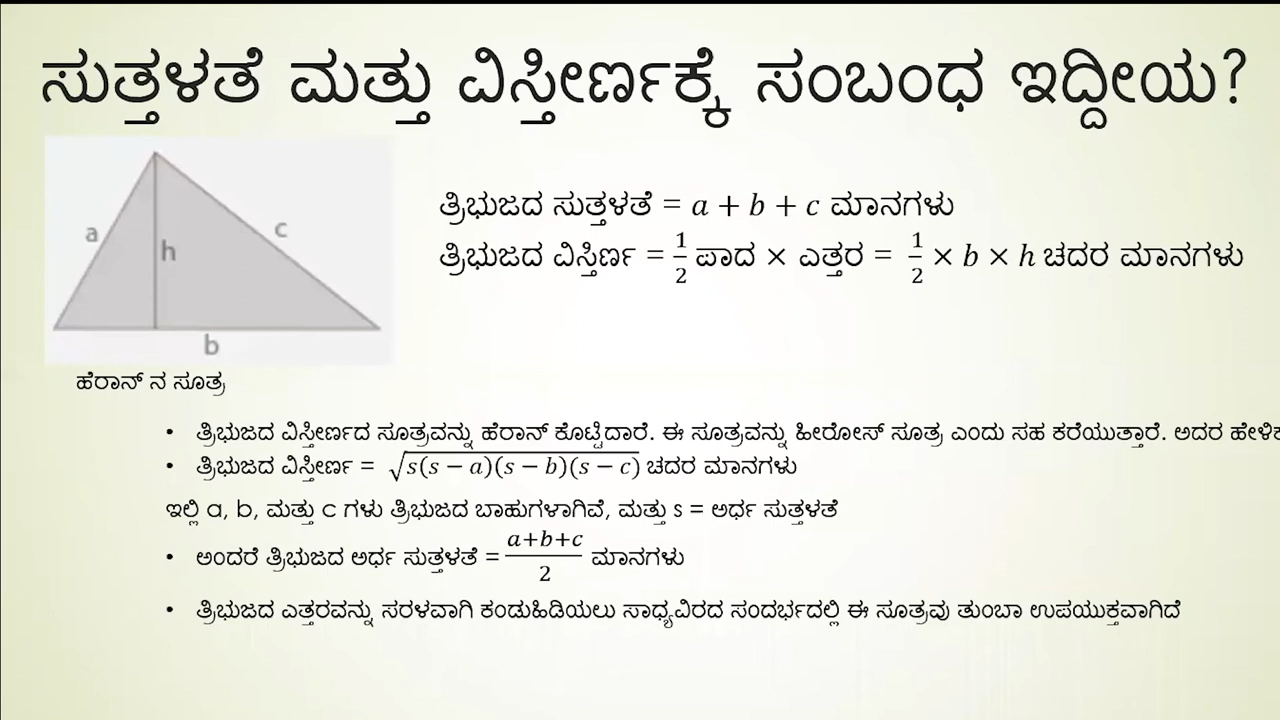 ಸುತ್ತಳತೆ ಮತ್ತು ವಿಸ್ತೀರ್ಣಕ್ಕೆ ಸಂಬಂಧ ಇದ್ದೀಯ?
a
h
c
b
ತ್ರಿಭುಜದ ಸುತ್ತಳತೆ = a + b + c ಮಾನಗಳು
ತ್ರಿಭುಜದ ವಿಸ್ತಿರ್ಣ = 1/2 ಪಾದ × ಎತ್ತರ = 1/2 × b × h ಚದರ ಮಾನಗಳು
ಹೆರಾನ್ ನ ಸೂತ್ರ
• ತ್ರಿಭುಜದ ವಿಸ್ತೀರ್ಣದ ಸೂತ್ರವನ್ನು ಹೆರಾನ್ ಕೊಟ್ಟಿದಾರೆ. ಈ ಸೂತ್ರವನ್ನು ಹೀರೋಸ್ ಸೂತ್ರ ಎಂದು ಸಹ ಕರೆಯುತ್ತಾರೆ. ಅದರ
• ತ್ರಿಭುಜದ ವಿಸ್ತೀರ್ಣ = √s(s − a)(s − b)(s − c) ಚದರ ಮಾನಗಳು
ಇಲ್ಲಿ a, b, ಮತ್ತು c ಗಳು ತ್ರಿಭುಜದ ಬಾಹುಗಳಾಗಿವೆ, ಮತ್ತು s = ಅರ್ಧ ಸುತ್ತಳತೆ
• ಅಂದರೆ ತ್ರಿಭುಜದ ಅರ್ಧ ಸುತ್ತಳತೆ = a+b+c/2 ಮಾನಗಳು
• ತ್ರಿಭುಜದ ಎತ್ತರವನ್ನು ಸರಳವಾಗಿ ಕಂಡುಹಿಡಿಯಲು ಸಾಧ್ಯವಿರದ ಸಂದರ್ಭದಲ್ಲಿ ಈ ಸೂತ್ರವು ತುಂಬಾ ಉಪಯುಕ್ತವಾಗಿದೆ